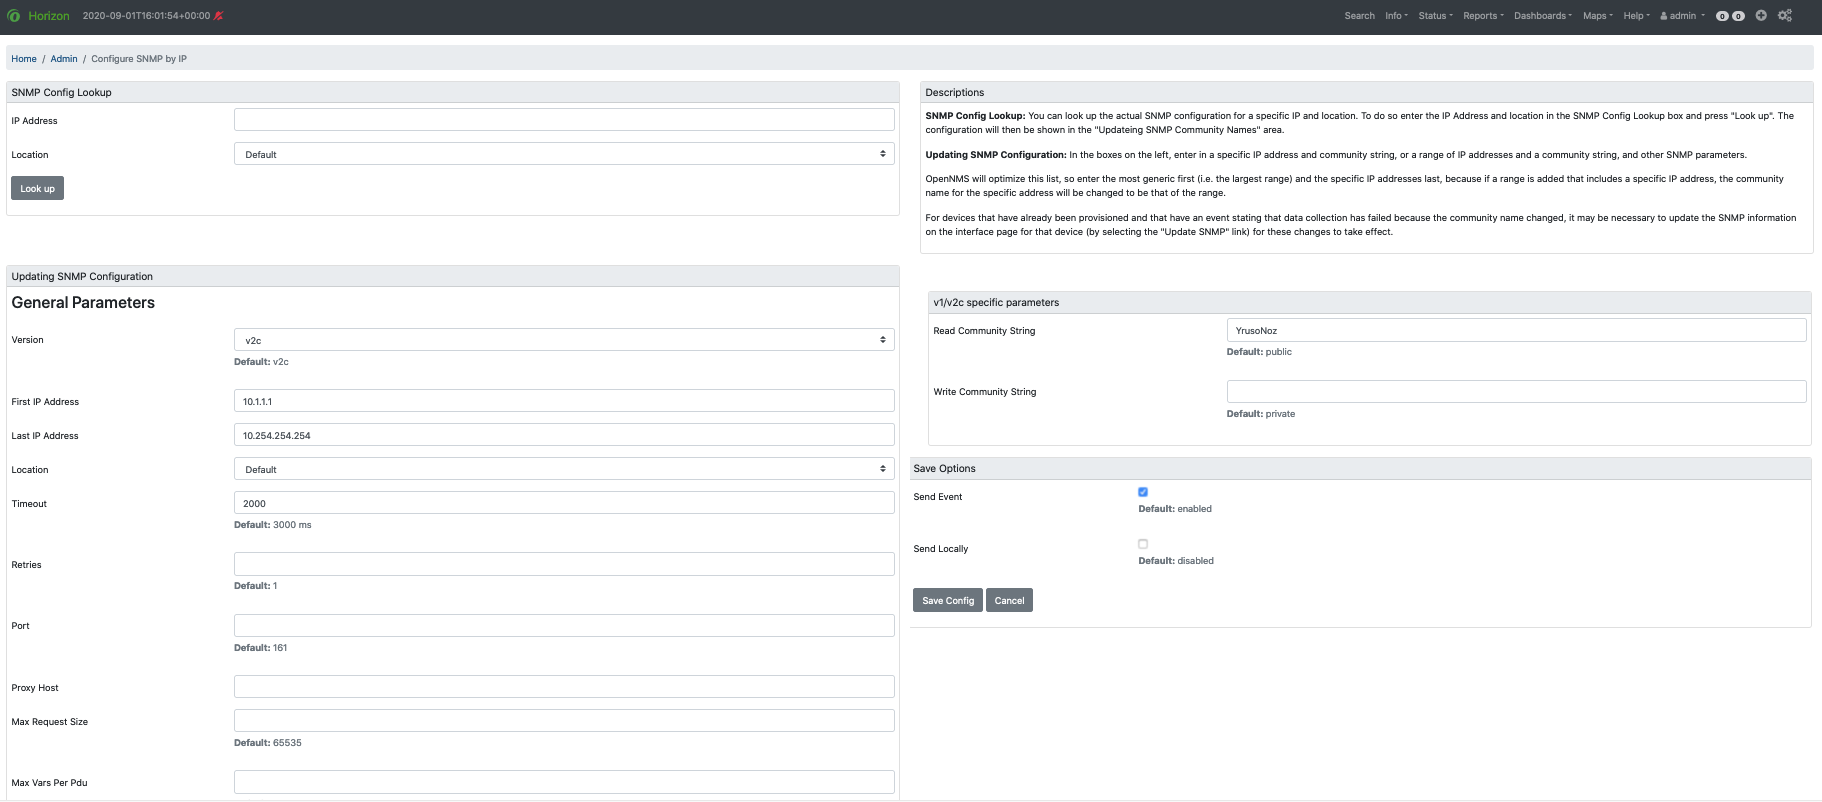 Horizon 2020-09-01T16:01:54+00:00
Search Info Status Reports Dashboards Maps Help admin 0 0
Home / Admin / Configure SNMP by IP
SNMP Config Lookup
IP Address
Location Default
Look up
Descriptions
SNMP Config Lookup: You can look up the actual SNMP configuration for a specific IP and location. To do so enter the IP Address and location in the SNMP Config Lookup box and press "Look up". The
configuration will then be shown in the "Updateing SNMP Community Names" area.
Updating SNMP Configuration: In the boxes on the left, enter in a specific IP address and community string, or a range of IP addresses and a community string, and other SNMP parameters.
OpenNMS will optimize this list, so enter the most generic first (i.e. the largest range) and the specific IP addresses last, because if a range is added that includes a specific IP address, the community
name for the specific address will be changed to be that of the range.
For devices that have already been provisioned and that have an event stating that data collection has failed because the community name changed, it may be necessary to update the SNMP information
on the interface page for that device (by selecting the "Update SNMP" link) for these changes to take effect.
Updating SNMP Configuration
General Parameters
Version v2c
Default: v2c
First IP Address 10.1.1.1
Last IP Address 10.254.254.254
Location Default
Timeout 2000
Default: 3000 ms
Retries
Default: 1
Port
Default: 161
Proxy Host
Max Request Size
Default: 65535
Max Vars Per Pdu
v1/v2c specific parameters
Read Community String YrusoNoz
Default: public
Write Community String
Default: private
Save Options
Send Event
Default: enabled
Send Locally
Default: disabled
Save Config Cancel